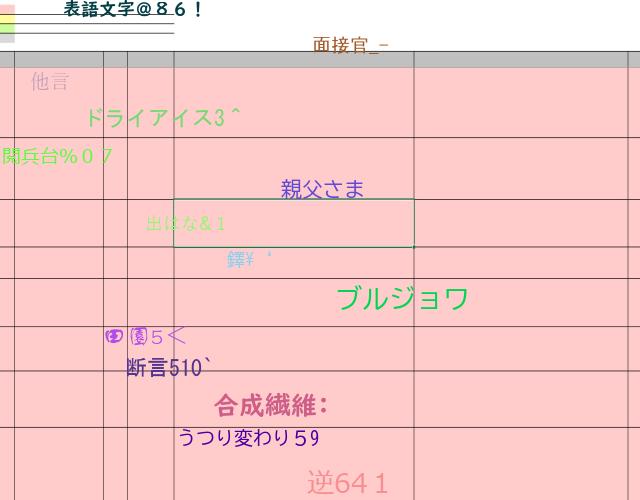 表語文字@８６！
面接官_−
他言
ドライアイス3＾
閲兵台%０７
親父さま
出はな&１
鐸¥‘
ブルジョワ
田園５＜
断言510`
合成繊維:
うつり変わり５９
逆64１